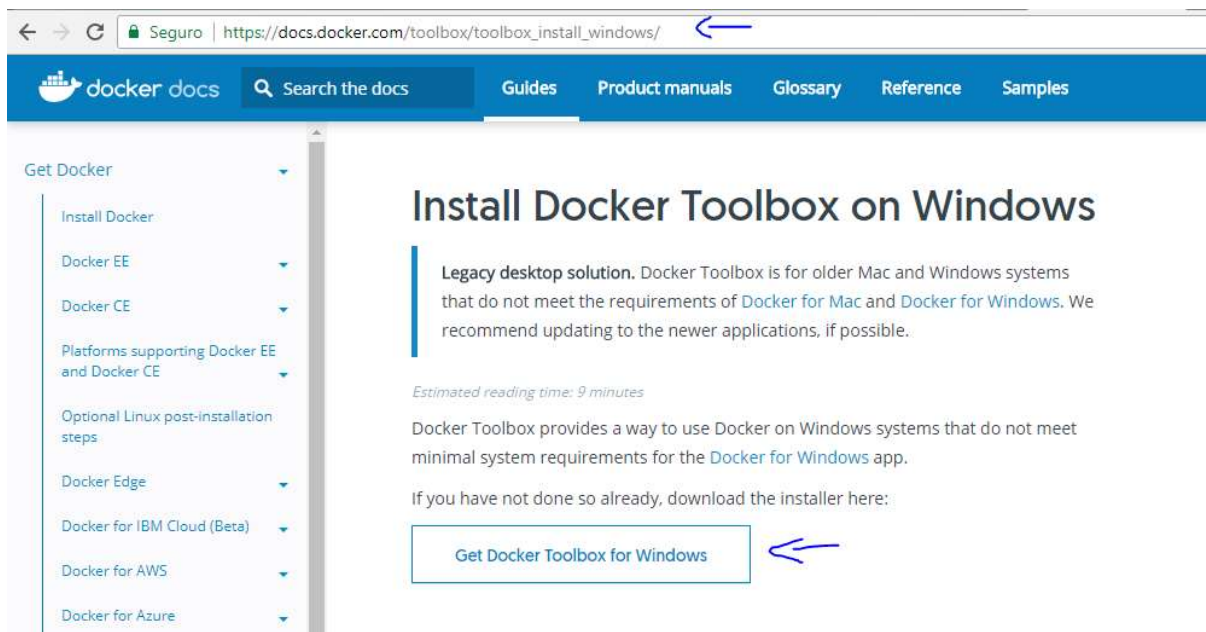 Seguro | https://docs.docker.com/toolbox/toolbox_install_windows/
docker docs
Search the docs
Guides
Product manuals
Glossary
Reference
Samples
Get Docker
Install Docker
Docker EE
Docker CE
Platforms supporting Docker EE
and Docker CE
Optional Linux post-installation
steps
Docker Edge
Docker for IBM Cloud (Beta)
Docker for AWS
Docker for Azure
Install Docker Toolbox on Windows
Legacy desktop solution. Docker Toolbox is for older Mac and Windows systems
that do not meet the requirements of Docker for Mac and Docker for Windows. We
recommend updating to the newer applications, if possible.
Estimated reading time: 9 minutes
Docker Toolbox provides a way to use Docker on Windows systems that do not meet
minimal system requirements for the Docker for Windows app.
If you have not done so already, download the installer here:
Get Docker Toolbox for Windows